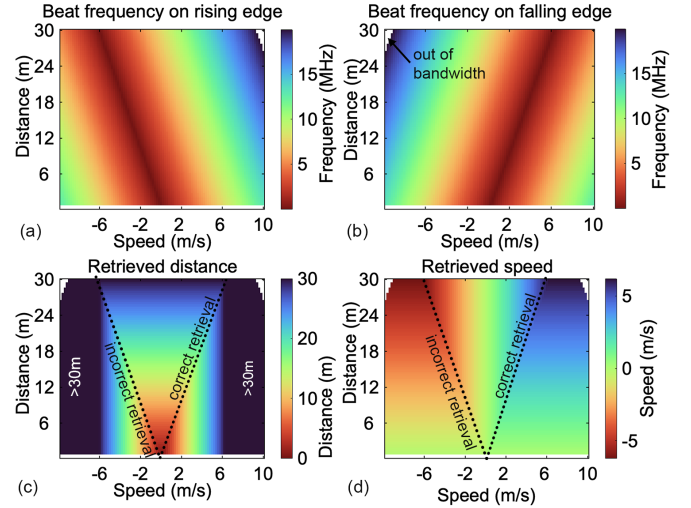 Beat frequency on rising edge
30
24
18
12
6
Distance (m)
-6
-2
2
6
10
Speed (m/s)
15
10
5
Frequency (MHz)
(a)
Beat frequency on falling edge
out of
bandwidth
30
24
18
12
6
Distance (m)
-6
-2
2
6
10
Speed (m/s)
15
10
5
Frequency (MHz)
(b)
Retrieved distance
30
24
18
12
6
Distance (m)
>30m
incorrect retrieval
correct retrieval
>30m
-6
-2
2
6
10
Speed (m/s)
30
20
10
0
Distance (m)
(c)
Retrieved speed
30
24
18
12
6
Distance (m)
incorrect retrieval
correct retrieval
-6
-2
2
6
10
Speed (m/s)
5
0
-5
Speed (m/s)
(d)